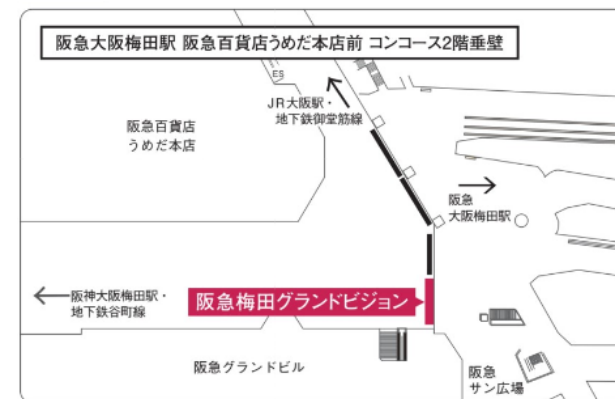 阪急大阪梅田駅 阪急百貨店うめだ本店前 コンコース2階垂壁
ES
JR大阪駅・
地下鉄御堂筋線
阪急百貨店
うめだ本店
阪急
大阪梅田駅
阪神大阪梅田駅・
地下鉄谷町線
阪急梅田グランドビジョン
阪急グランドビル
阪急
サン広場